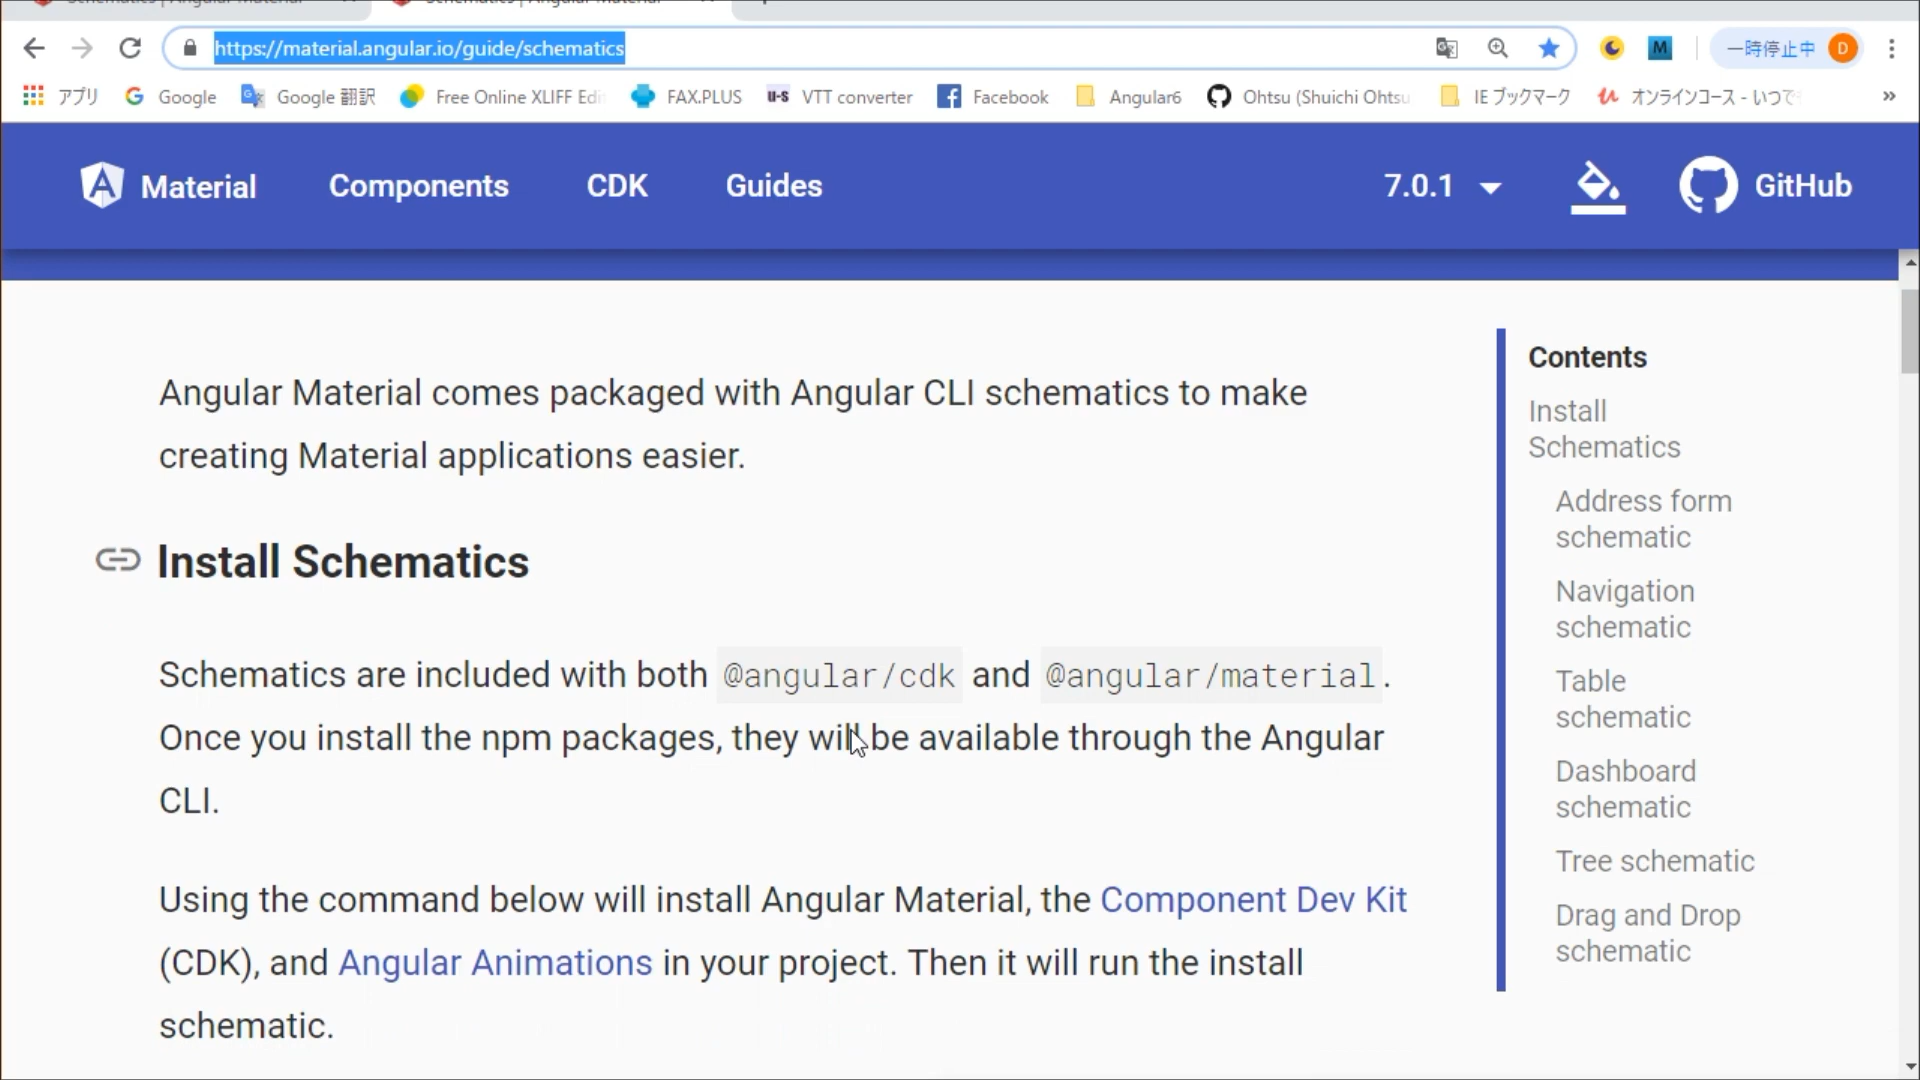 Schematics | Angular Material
Schematics | Angular Material
https://material.angular.io/guide/schematics
一時停止中
D
アプリ
Google
Google 翻訳
Free Online XLIFF Edi
FAX.PLUS
U-S
VTT converter
Facebook
Angular6
Ohtsu (Shuichi Ohtsu
IE ブックマーク
オンラインコース - いつで
»
Material
Components
CDK
Guides
7.0.1
GitHub
Angular Material comes packaged with Angular CLI schematics to make
creating Material applications easier.
Install Schematics
Schematics are included with both @angular/cdk and @angular/material.
Once you install the npm packages, they will be available through the Angular
CLI.
Using the command below will install Angular Material, the Component Dev Kit
(CDK), and Angular Animations in your project. Then it will run the install
schematic.
Contents
Install
Schematics
Address form
schematic
Navigation
schematic
Table
schematic
Dashboard
schematic
Tree schematic
Drag and Drop
schematic